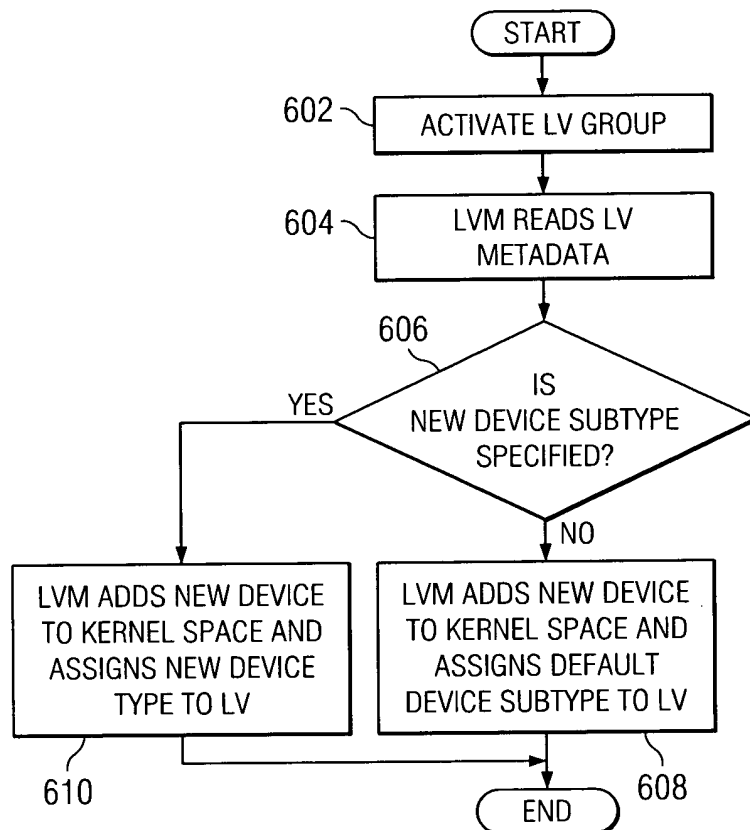 START
602
ACTIVATE LV GROUP
604
LVM READS LV
METADATA
606
IS
NEW DEVICE SUBTYPE
SPECIFIED?
YES
NO
LVM ADDS NEW DEVICE
TO KERNEL SPACE AND
ASSIGNS NEW DEVICE
TYPE TO LV
LVM ADDS NEW DEVICE
TO KERNEL SPACE AND
ASSIGNS DEFAULT
DEVICE SUBTYPE TO LV
610
608
END